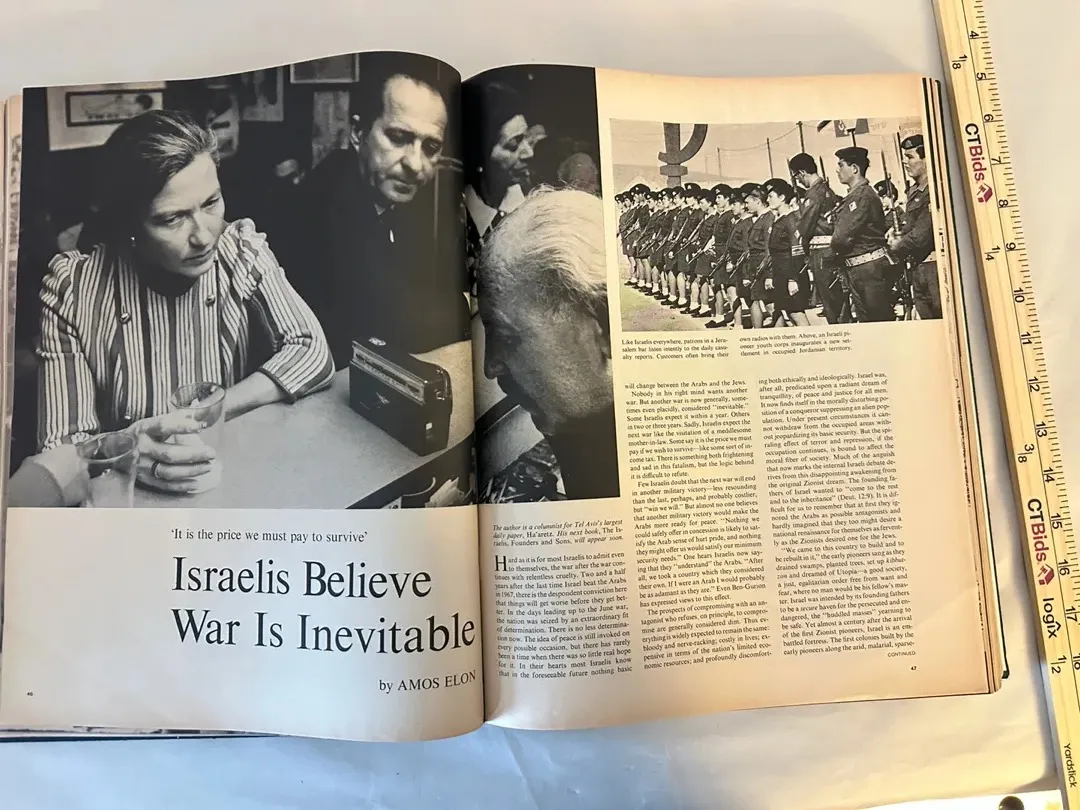 'It is the price we must pay to survive'
Israelis Believe
War Is Inevitable
by AMOS ELON
46
Like Israelis everywhere, patrons in a Jeru-
salem bar listen intently to the daily casu-
alty reports. Customers often bring their
own radios with them. Above, an Israeli pi-
oneer youth corps inaugurates a new set-
tlement in occupied Jordanian territory.
The author is a columnist for Tel Aviv's largest
daily paper, Ha'aretz. His next book, The Is-
raelis, Founders and Sons, will appear soon.
Hard as it is for most Israelis to admit even
to themselves, the war after the war con-
tinues with relentless cruelty. Two and a half
years after the last time Israel beat the Arabs
in 1967, there is the despondent conviction here
that things will get worse before they get bet-
ter. In the days leading up to the June war,
the nation was seized by an extraordinary fit
of determination. There is no less determina-
tion now. The idea of peace is still invoked on
every possible occasion, but there has rarely
been a time when there was so little real hope
for it. In their hearts most Israelis know
that in the foreseeable future nothing basic
will change between the Arabs and the Jews.
Nobody in his right mind wants another
war. But another war is now generally, some-
times even placidly, considered "inevitable."
Some Israelis expect it within a year. Others
in two or three years. Sadly, Israelis expect the
next war like the visitation of a meddlesome
mother-in-law. Some say it is the price we must
pay if we wish to survive—like some sort of in-
come tax. There is something both frightening
and sad in this fatalism, but the logic behind
it is difficult to refute.
Few Israelis doubt that the next war will end
in another military victory—less resounding
than the last, perhaps, and probably costlier,
but "win we will." But almost no one believes
that another military victory would make the
Arabs more ready for peace. "Nothing we
could safely offer in concession is likely to sat-
isfy the Arab sense of hurt pride, and nothing
they might offer us would satisfy our minimum
security needs." One hears Israelis now say-
ing that they "understand" the Arabs. "After
all, we took a country which they considered
their own. If I were an Arab I would probably
be as adamant as they are." Even Ben-Gurion
has expressed views to this effect.
The prospects of compromising with an an-
tagonist who refuses, on principle, to compro-
mise are generally considered dim. Thus ev-
erything is widely expected to remain the same:
bloody and nerve-racking; costly in lives; ex-
pensive in terms of the nation's limited eco-
nomic resources; and profoundly discomfort-
ing both ethically and ideologically. Israel was,
after all, predicated upon a radiant dream of
tranquility, of peace and justice for all men.
It now finds itself in the morally disturbing po-
sition of a conqueror suppressing an alien pop-
ulation. Under present circumstances it can-
not withdraw from the occupied areas with-
out jeopardizing its basic security. But the spi-
raling effect of terror and repression, if the
occupation continues, is bound to affect the
moral fiber of society. Much of the anguish
that now marks the internal Israeli debate de-
rives from this disappointing awakening from
the original Zionist dream. The founding fa-
thers of Israel wanted to "come to the rest
and to the inheritance" (Deut. 12:9). It is dif-
ficult for us to remember that at first they ig-
nored the Arabs as possible antagonists and
hardly imagined that they too might desire a
national renaissance for themselves as fervent-
ly as the Zionists desired one for the Jews.
"We came to this country to build and to
be rebuilt in it," the early pioneers sang as they
drained swamps, planted trees, set up kibbut-
zim and dreamed of Utopia—a good society,
a just, egalitarian order free from want and
fear, where no man would be his fellow's mas-
ter. Israel was intended by its founding fathers
to be a secure haven for the persecuted and en-
dangered, the "huddled masses" yearning to
be safe. Yet almost a century after the arrival
of the first Zionist pioneers, Israel is an em-
battled fortress. The first colonies built by the
early pioneers along the arid, malarial, sparse-
CONTINUED
47
4
1/8
5
6
CTBids
7
8
1/4
9
10
11
12
13
3/8
14
15
CTBids
16
logix
17
1/2
18
Yardstick